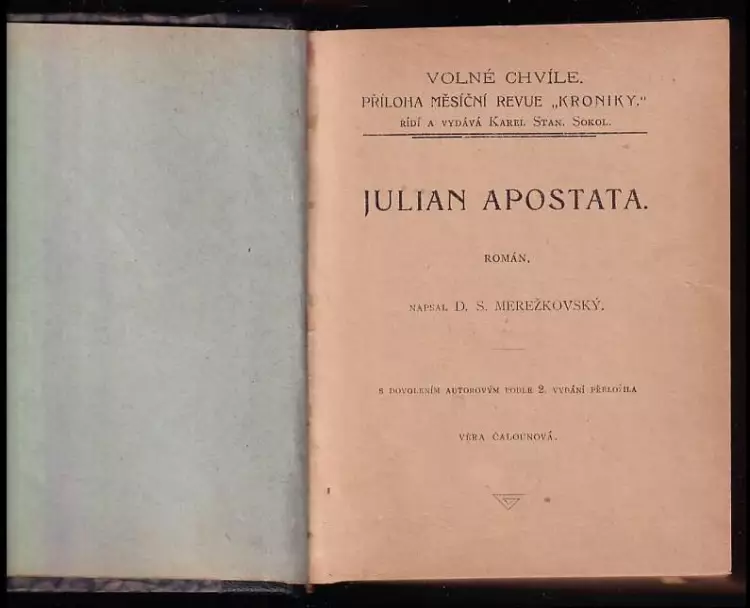 VOLNÉ CHVÍLE.
PŘÍLOHA MĚSÍČNÍ REVUE „KRONIKY.“
ŘÍDÍ A VYDÁVÁ KAREL STAN. SOKOL.
JULIAN APOSTATA.
ROMÁN.
NAPSAL D. S. MEREŽKOVSKÝ.
S DOVOLENÍM AUTOROVÝM PODLE 2. VYDÁNÍ PŘELOŽILA
VĚRA ČALOUNOVÁ.